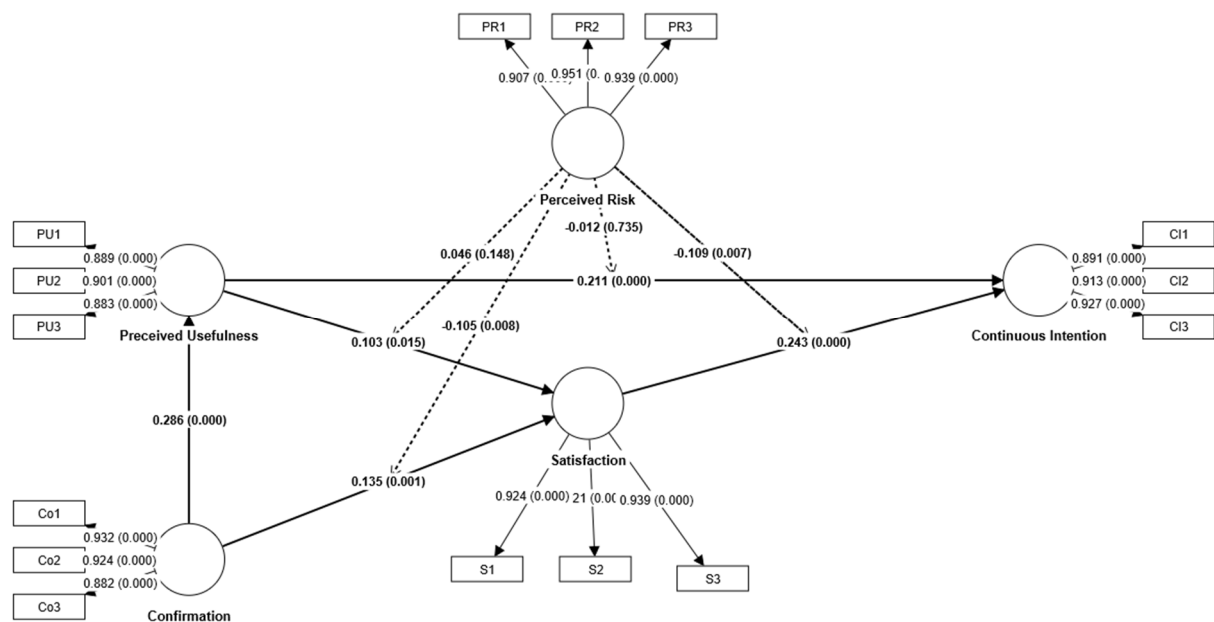 PR1
PR2
PR3
0.907 (0.
0.951 (0.
0.939 (0.000)
Perceived Risk
PU1
PU2
PU3
0.889 (0.000)
0.901 (0.000)
0.883 (0.000)
Preceived Usefulness
0.046 (0.148)
-0.012 (0.735)
-0.109 (0.007)
0.211 (0.000)
-0.105 (0.008)
0.103 (0.015)
0.243 (0.000)
CI1
CI2
CI3
0.891 (0.000)
0.913 (0.000)
0.927 (0.000)
Continuous Intention
0.286 (0.000)
0.135 (0.001)
Satisfaction
0.924 (0.000)
21 (0.0
0.939 (0.000)
S1
S2
S3
Co1
Co2
Co3
0.932 (0.000)
0.924 (0.000)
0.882 (0.000)
Confirmation